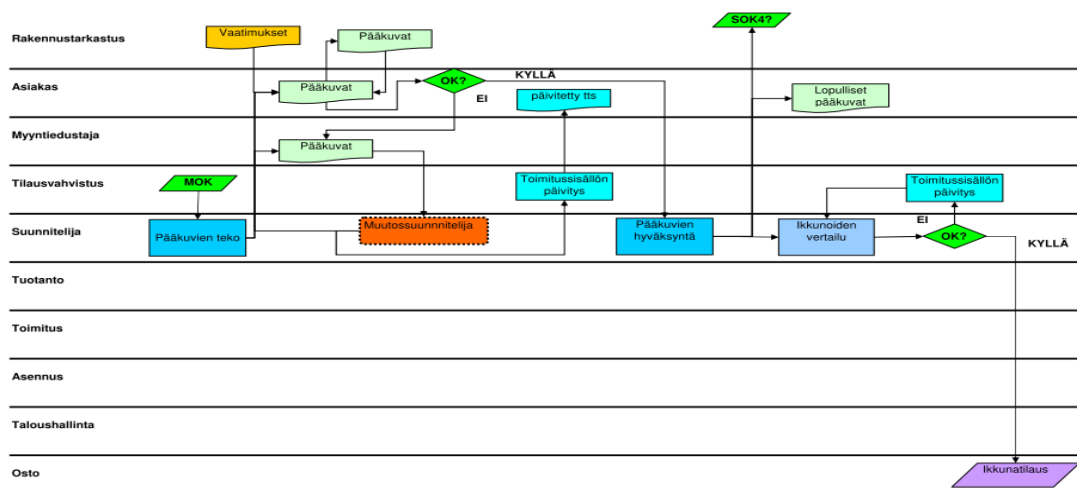 SOK4?
Rakennustarkastus
Vaatimukset
Pääkuvat
Asiakas
Pääkuvat
OK?
KYLLÄ
EI
päivitetty tts
Lopulliset
pääkuvat
Myyntiedustaja
Pääkuvat
Tilausvahvistus
MOK
Toimitussisällön
päivitys
Toimitussisällön
päivitys
Suunnitelija
Pääkuvien teko
Muutossuunnnitelija
Pääkuvien
hyväksyntä
Ikkunoiden
vertailu
EI
OK?
KYLLÄ
Tuotanto
Toimitus
Asennus
Taloushallinta
Osto
Ikkunatilaus